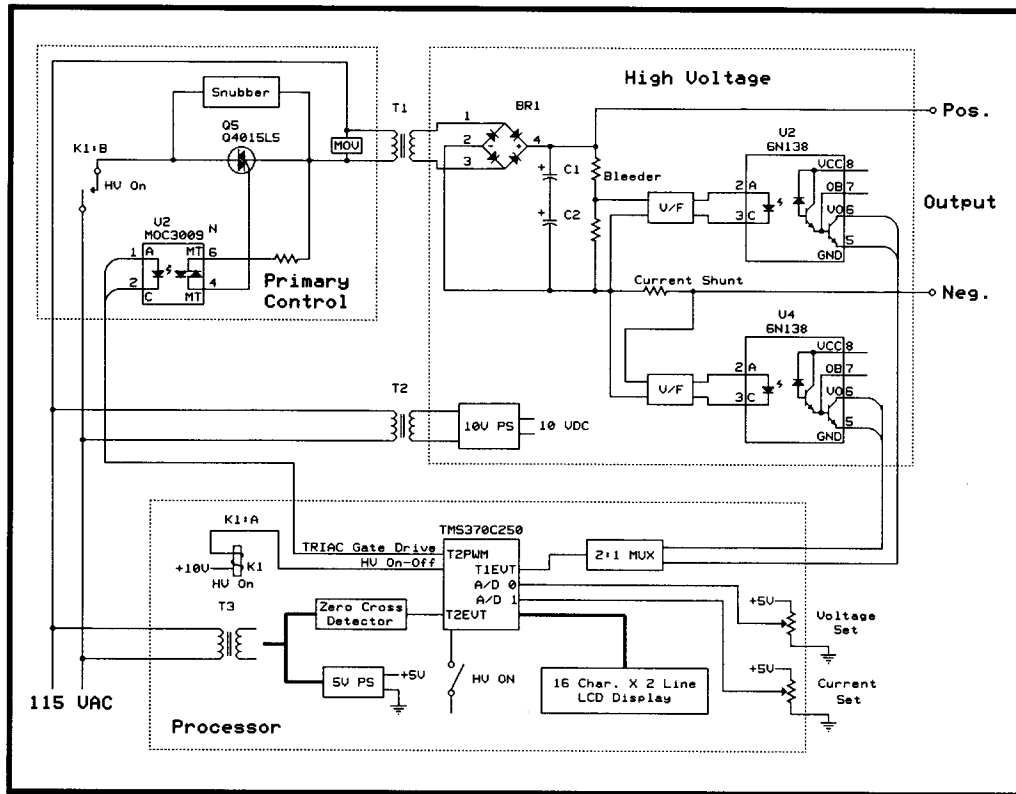 High Voltage
Snubber
T1
BR1
Pos.
Q5
Q4015L5
MOV
1
2
3
4
U2
6N138
K1:B
HV On
C1
C2
+
+
Bleeder
V/F
2 A
3 C
VCC 8
OB 7
VO 6
5
GND
Output
U2
MOC3009
N
1 A
2 C
MT 6
4
MT
Primary
Control
Current Shunt
Neg.
U4
6N138
V/F
2 A
3 C
VCC 8
OB 7
VO 6
5
GND
T2
10V PS
10 VDC
TMS370C250
K1:A
TRIAC Gate Drive
HV On-Off
T2PWM
T1EVT
A/D 0
A/D 1
T2EVT
2:1 MUX
+10V
K1
HV On
T3
Zero Cross
Detector
+5V
Voltage
Set
5V PS
+5V
HV ON
16 Char. X 2 Line
LCD Display
+5V
Current
Set
115 VAC
Processor